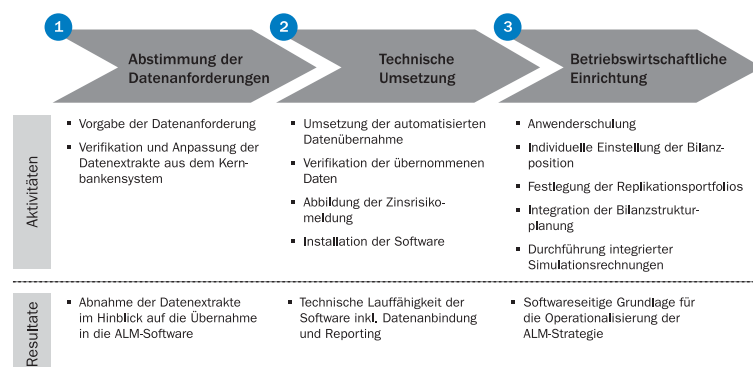 1
Abstimmung der
Datenanforderungen
2
Technische
Umsetzung
3
Betriebswirtschaftliche
Einrichtung
Aktivitäten
▪ Vorgabe der Datenanforderung
▪ Verifikation und Anpassung der
Datenextrakte aus dem Kern-
bankensystem
▪ Umsetzung der automatisierten
Datenübernahme
▪ Verifikation der übernommenen
Daten
▪ Abbildung der Zinsrisiko-
meldung
▪ Installation der Software
▪ Anwenderschulung
▪ Individuelle Einstellung der Bilanz-
position
▪ Festlegung der Replikationsportfolios
▪ Integration der Bilanzstruktur-
planung
▪ Durchführung integrierter
Simulationsrechnungen
Resultate
▪ Abnahme der Datenextrakte
im Hinblick auf die Übernahme
in die ALM-Software
▪ Technische Lauffähigkeit der
Software inkl. Datenanbindung
und Reporting
▪ Softwareseitige Grundlage für
die Operationalisierung der
ALM-Strategie